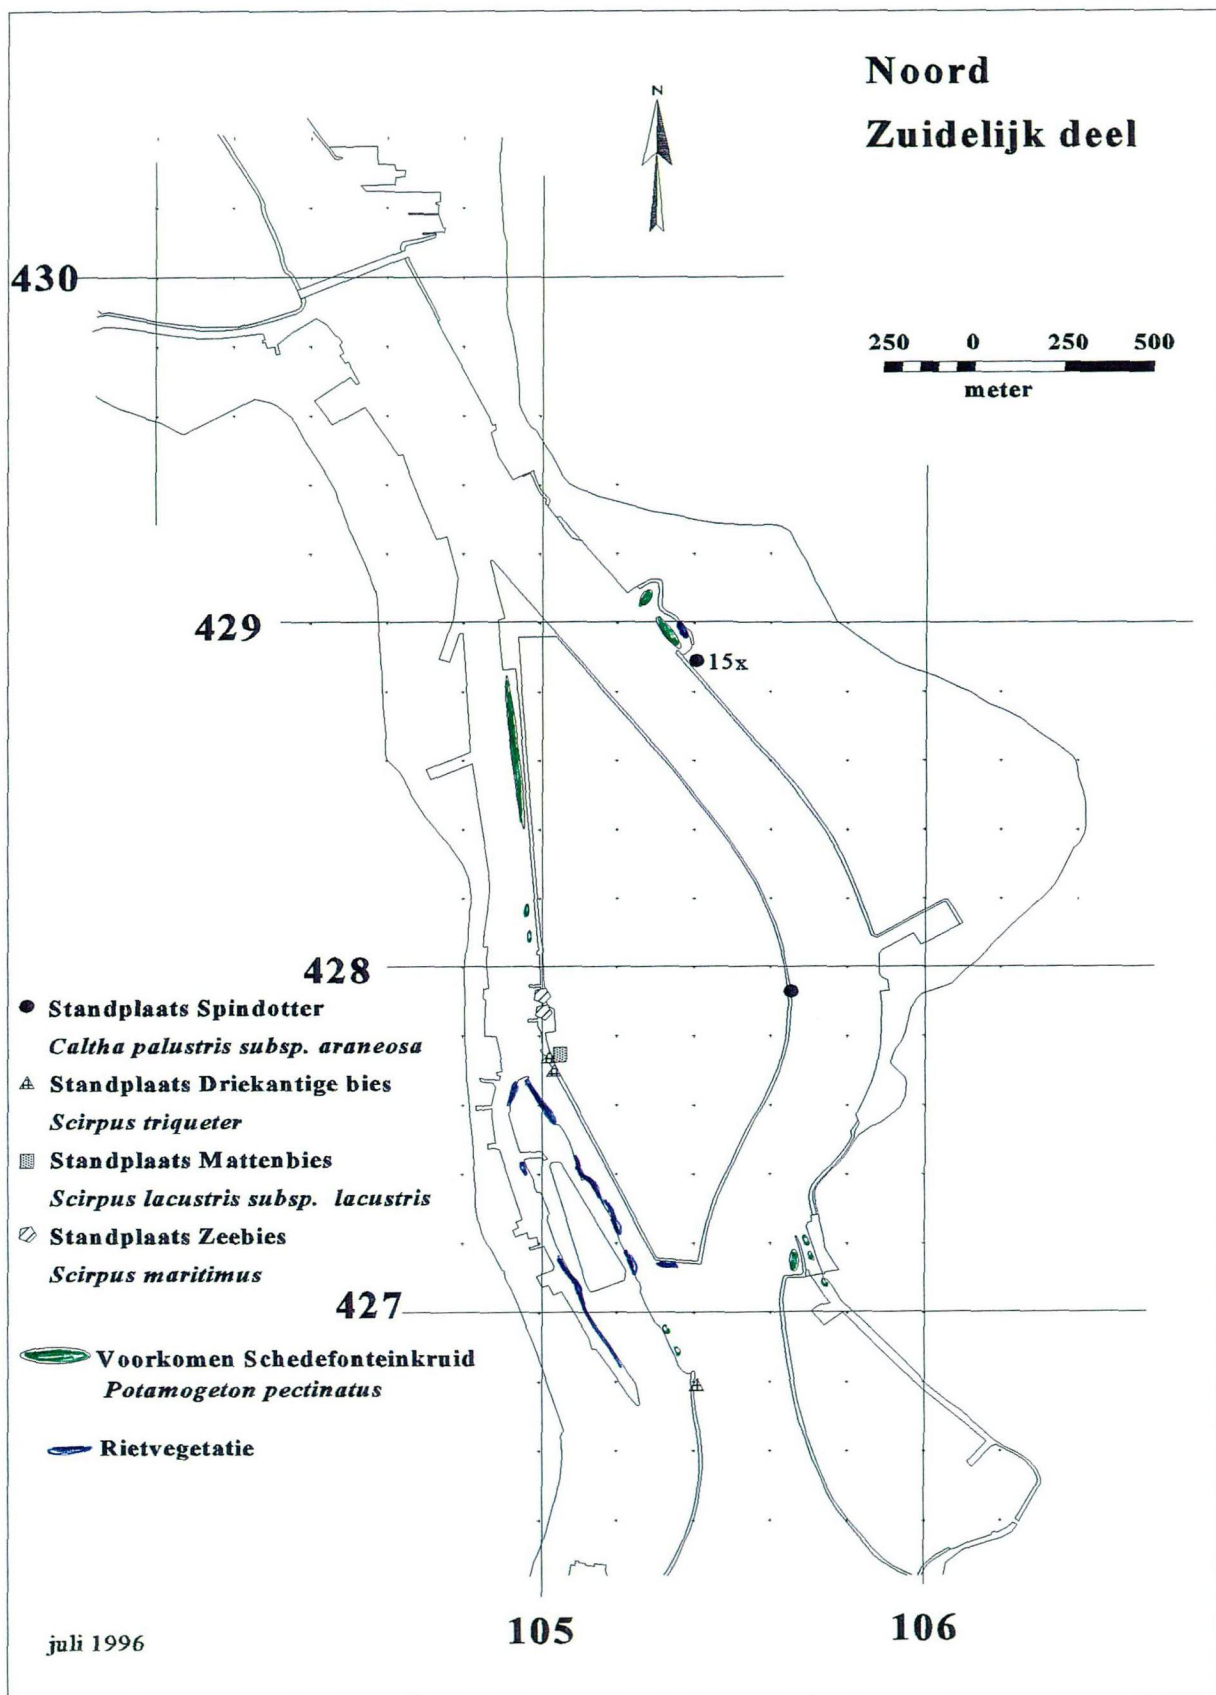 Noord
Zuidelijk deel
N
430
250 0 250 500
meter
429
15x
428
Standplaats Spindotter
Caltha palustris subsp. araneosa
Standplaats Driekantige bies
Scirpus triqueter
Standplaats Mattenbies
Scirpus lacustris subsp. lacustris
Standplaats Zeebies
Scirpus maritimus
427
Voorkomen Schedefonteinkruid
Potamogeton pectinatus
Rietvegetatie
105
106
juli 1996